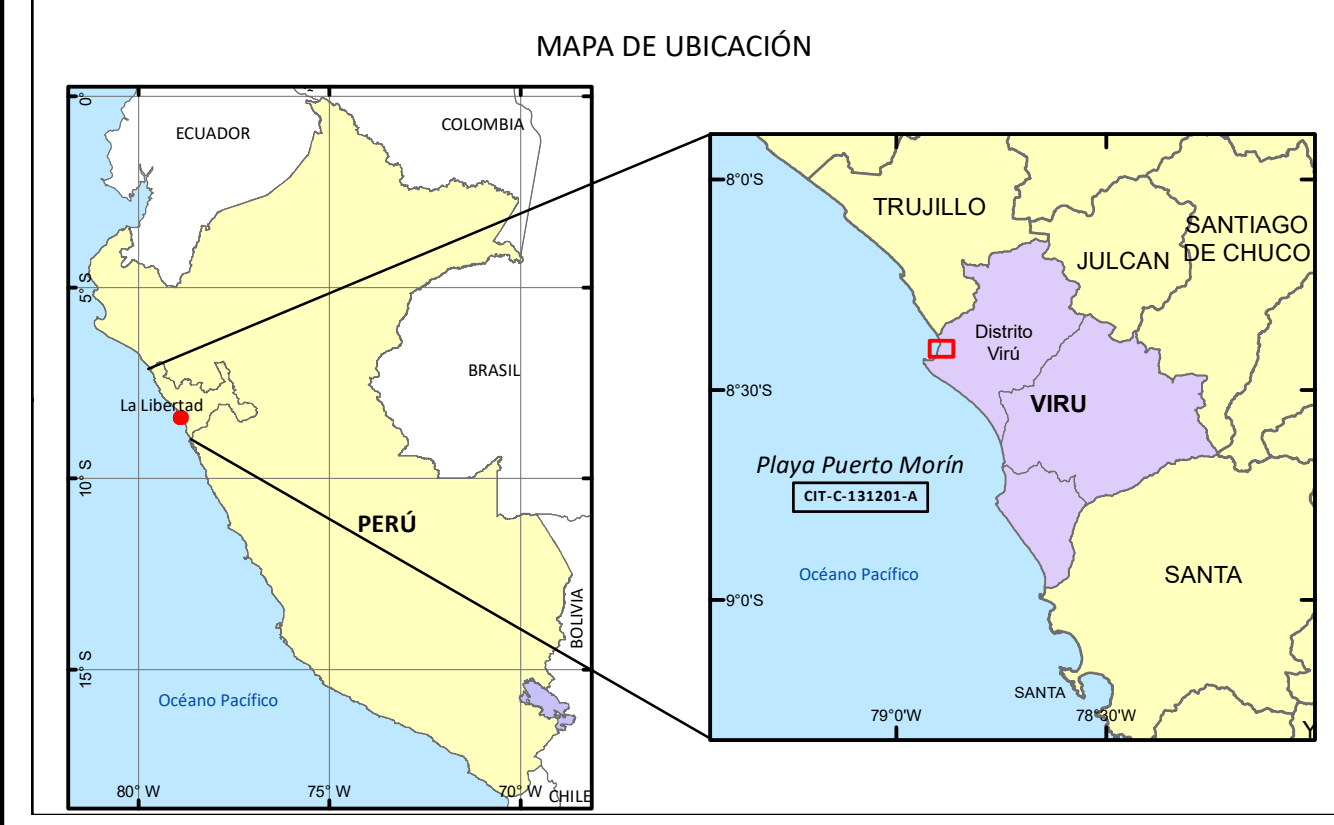 MAPA DE UBICACIÓN
0°
ECUADOR
COLOMBIA
5° S
BRASIL
La Libertad
10° S
PERÚ
BOLIVIA
15° S
Océano Pacífico
80° W
75° W
70° W
CHILE
8°0'S
TRUJILLO
SANTIAGO
DE CHUCO
JULCAN
Distrito
Virú
8°30'S
VIRU
Playa Puerto Morín
CIT-C-131201-A
Océano Pacífico
SANTA
9°0'S
SANTA
79°0'W
78°30'W
Y